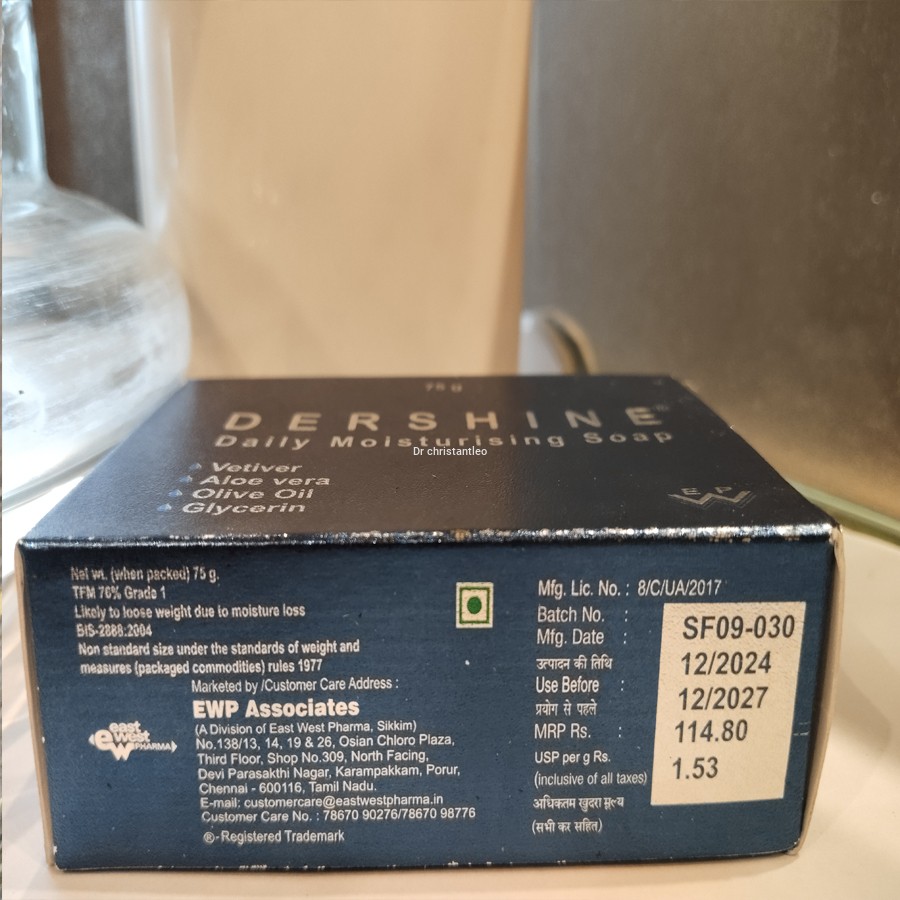 75 g
DERSHINE®
Daily Moisturising Soap
Dr christantleo
Vetiver
Aloe vera
Olive Oil
Glycerin
EWP
Net wt. (when packed) 75 g.
TFM 76% Grade 1
Likely to loose weight due to moisture loss
BIS-2888:2004
Non standard size under the standards of weight and
measures (packaged commodities) rules 1977
Marketed by /Customer Care Address :
EWP Associates
(A Division of East West Pharma, Sikkim)
No.138/13, 14, 19 & 26, Osian Chloro Plaza,
Third Floor, Shop No.309, North Facing,
Devi Parasakthi Nagar, Karampakkam, Porur,
Chennai - 600116, Tamil Nadu.
E-mail: customercare@eastwestpharma.in
Customer Care No. : 78670 90276/78670 98776
®-Registered Trademark
east
west
PHARMA
Mfg. Lic. No. : 8/C/UA/2017
Batch No. : SF09-030
Mfg. Date : 12/2024
उत्पादन की तिथि
Use Before : 12/2027
प्रयोग से पहले
MRP Rs. : 114.80
USP per g Rs. 1.53
(inclusive of all taxes)
अधिकतम खुदरा मूल्य
(सभी कर सहित)